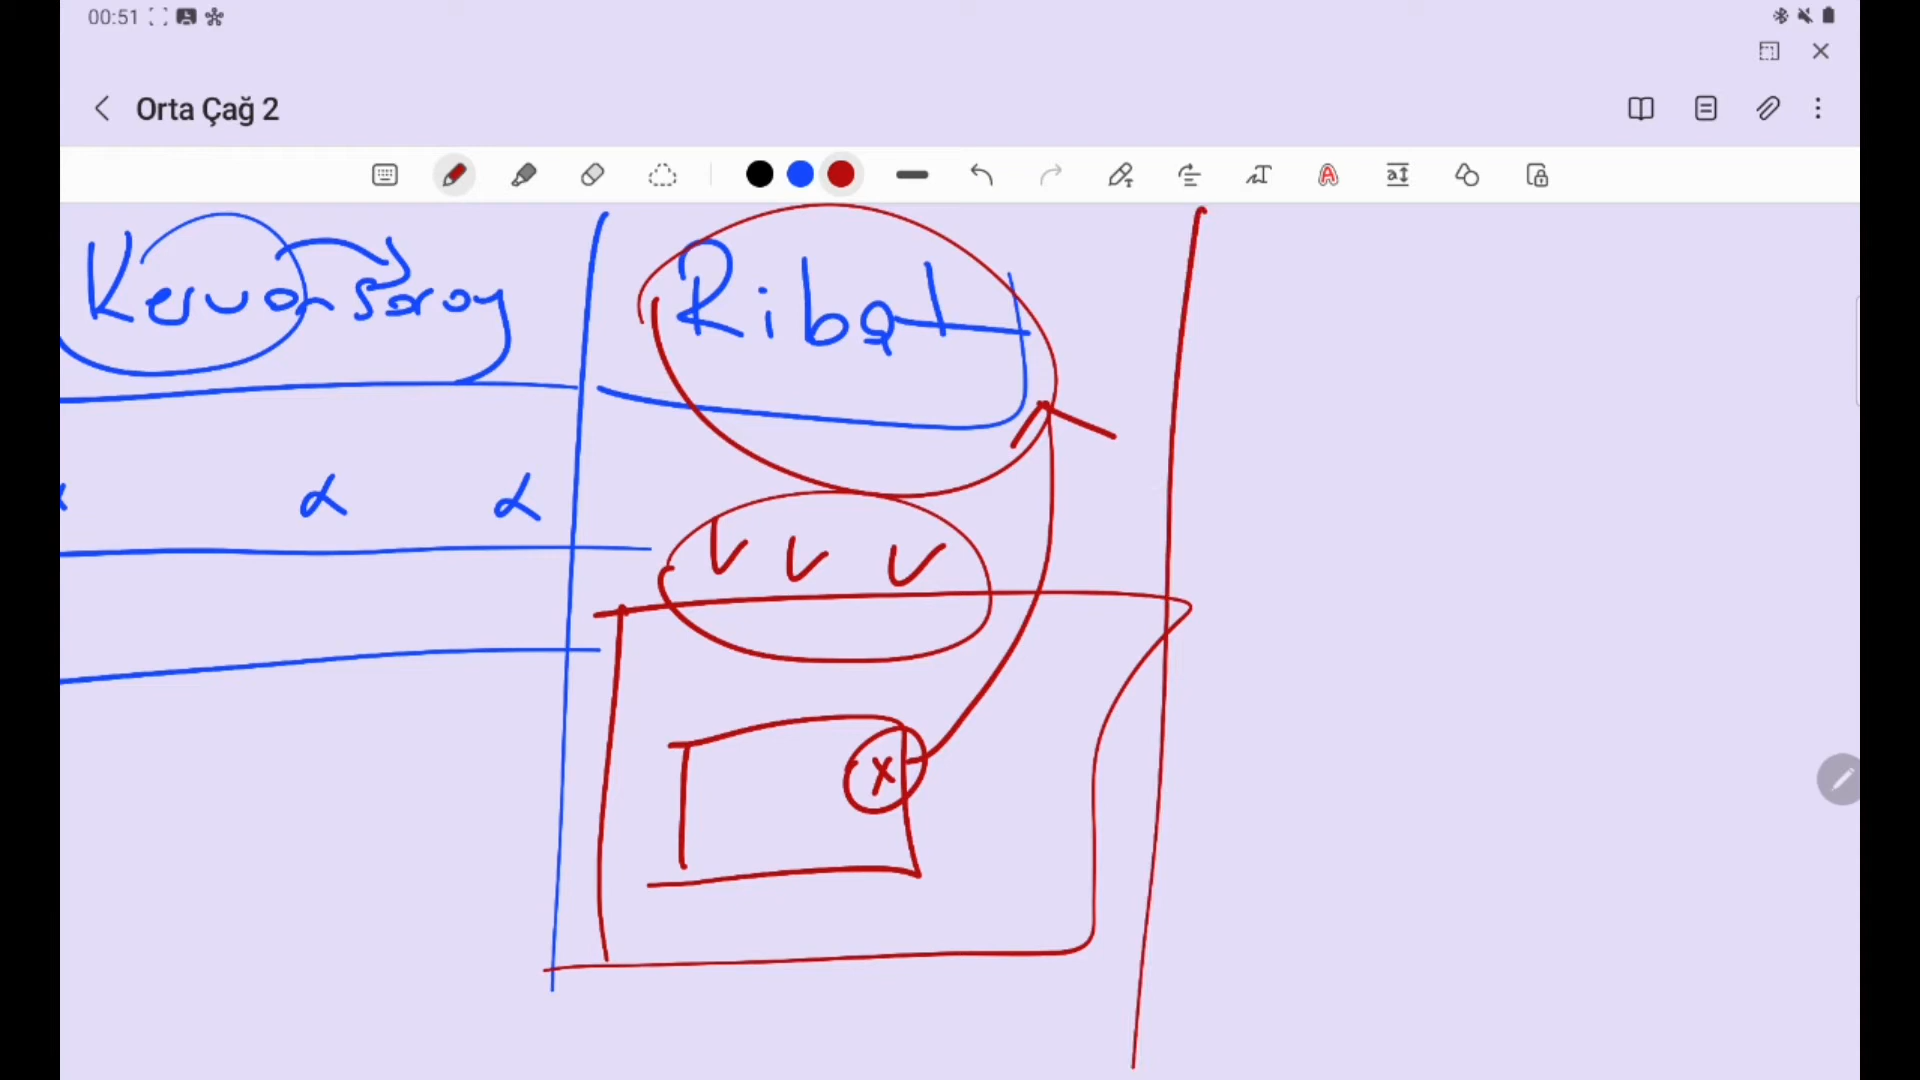 00:51
Orta Çağ 2
Kervansaray
Ribat
α α
x